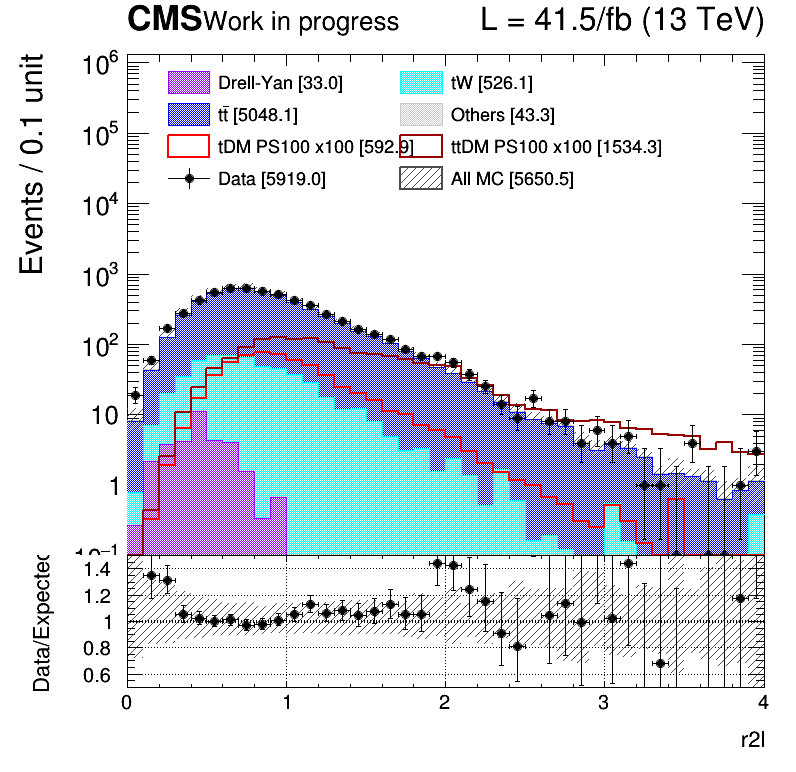 CMS Work in progress L = 41.5/fb (13 TeV)
Events / 0.1 unit
10⁶
10⁵
10⁴
10³
10²
10
1
10⁻¹
Drell-Yan [33.0] tW [526.1]
tt̄ [5048.1] Others [43.3]
tDM PS100 x100 [592.9] ttDM PS100 x100 [1534.3]
Data [5919.0] All MC [5650.5]
Data/Expected
1.4
1.2
1
0.8
0.6
0 1 2 3 4
r2l